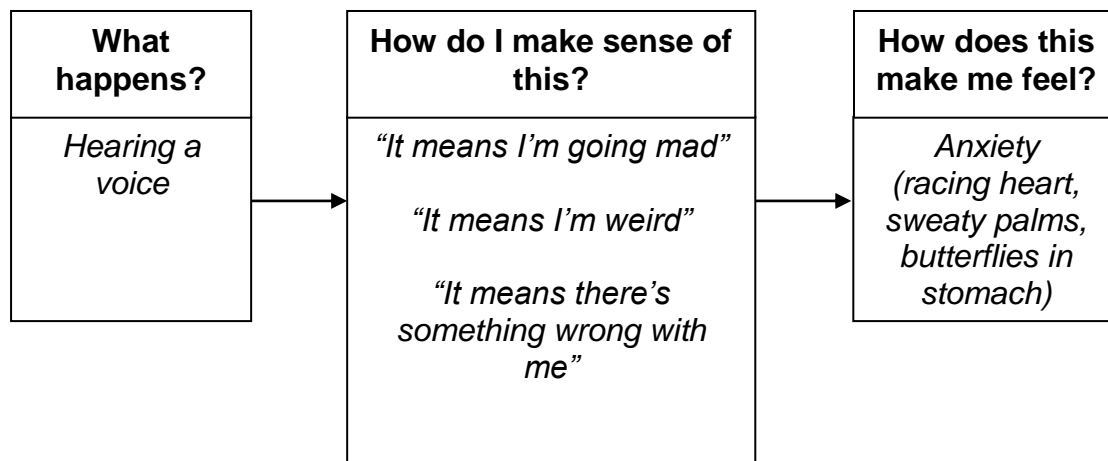 What
happens?
Hearing a
voice
How do I make sense of
this?
“It means I’m going mad”
“It means I’m weird”
“It means there’s
something wrong with
me”
How does this
make me feel?
Anxiety
(racing heart,
sweaty palms,
butterflies in
stomach)